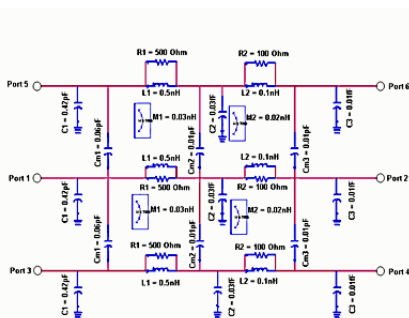 R1 = 500 Ohm
R2 = 100 Ohm
Port 5
Port 6
L1 = 0.5nH
L2 = 0.1nH
C1 = 0.42pF
M1 = 0.03nH
C2 = 0.03fF
M2 = 0.02nH
C3 = 0.01fF
Cm1 = 0.06pF
Cm2 = 0.01pF
Cm3 = 0.01pF
L1 = 0.5nH
L2 = 0.1nH
Port 1
Port 2
R1 = 500 Ohm
R2 = 100 Ohm
C1 = 0.42pF
M1 = 0.03nH
C2 = 0.03fF
M2 = 0.02nH
C3 = 0.01fF
Cm1 = 0.06pF
Cm2 = 0.01pF
Cm3 = 0.01pF
R1 = 500 Ohm
R2 = 100 Ohm
Port 3
Port 4
L1 = 0.5nH
L2 = 0.1nH
C1 = 0.42pF
C2 = 0.03fF
C3 = 0.01fF